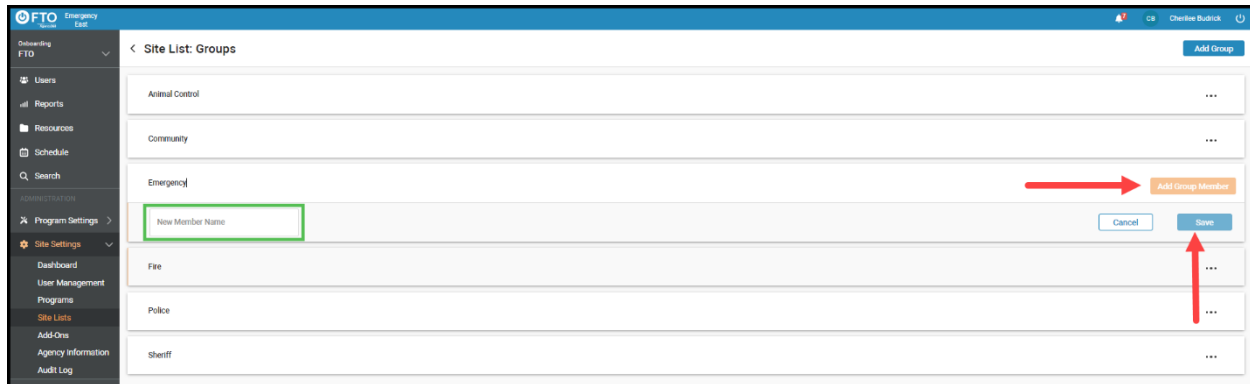 FTO Emergency
East
CB Cherilee Budrick
Onboarding
FTO
Site List: Groups
Add Group
Users
Reports
Resources
Schedule
Search
ADMINISTRATION
Program Settings
Site Settings
Dashboard
User Management
Programs
Site Lists
Add-Ons
Agency Information
Audit Log
Animal Control
Community
Emergency
Add Group Member
New Member Name
Cancel
Save
Fire
Police
Sheriff